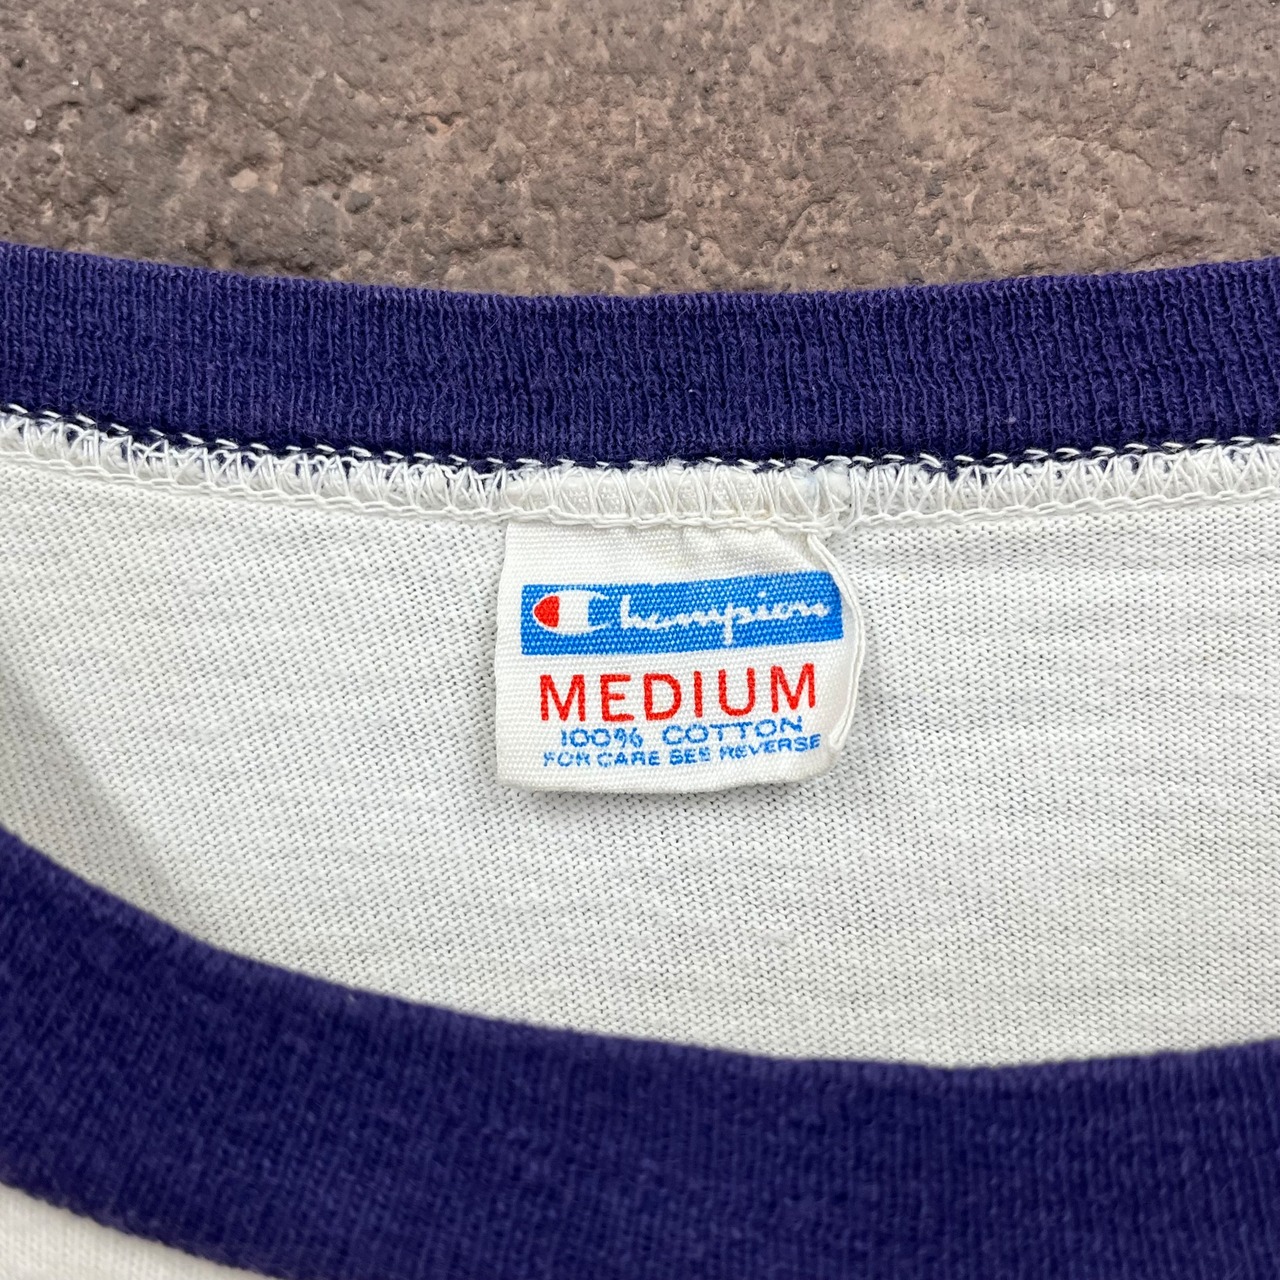 Champion
MEDIUM
100% COTTON
FOR CARE SEE REVERSE